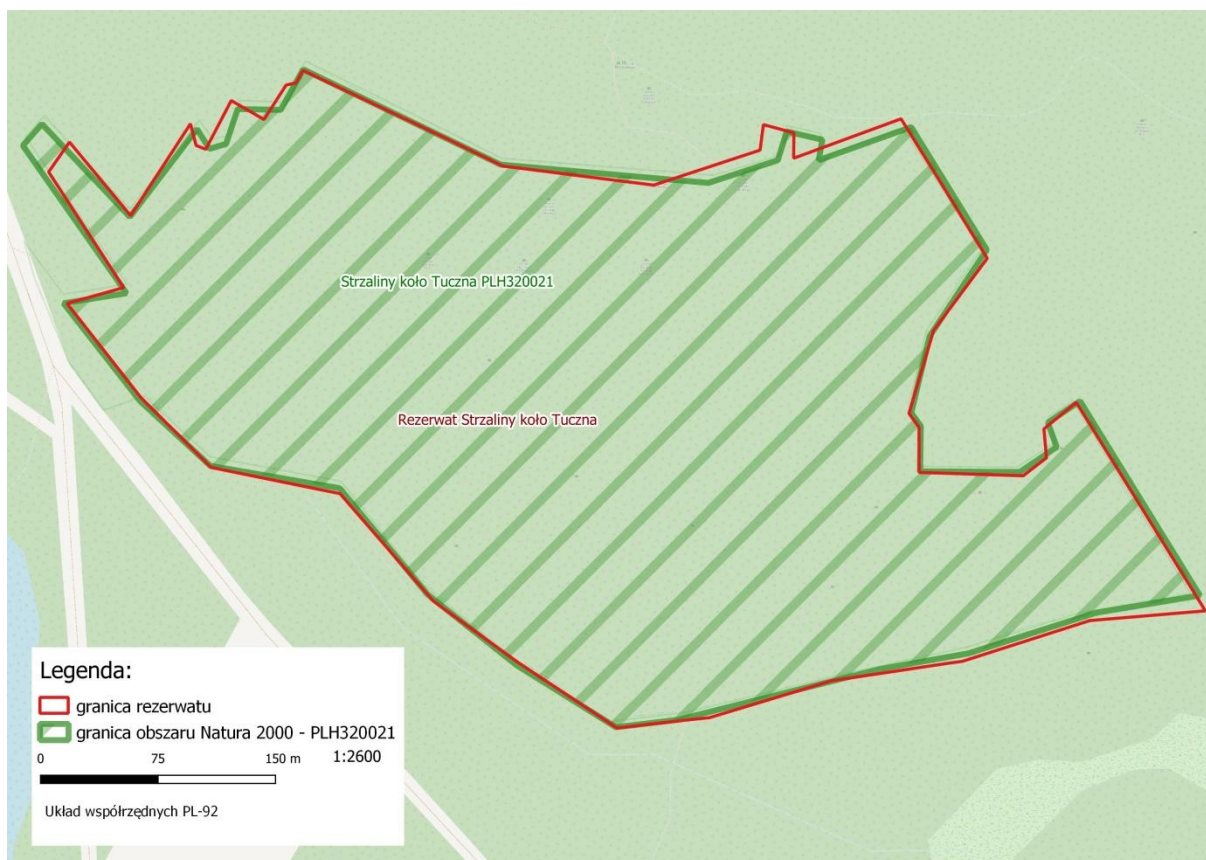 Strzaliny koło Tuczna PLH320021
Rezerwat Strzaliny koło Tuczna
Legenda:
granica rezerwatu
granica obszaru Natura 2000 - PLH320021
0 75 150 m 1:2600
Układ współrzędnych PL-92